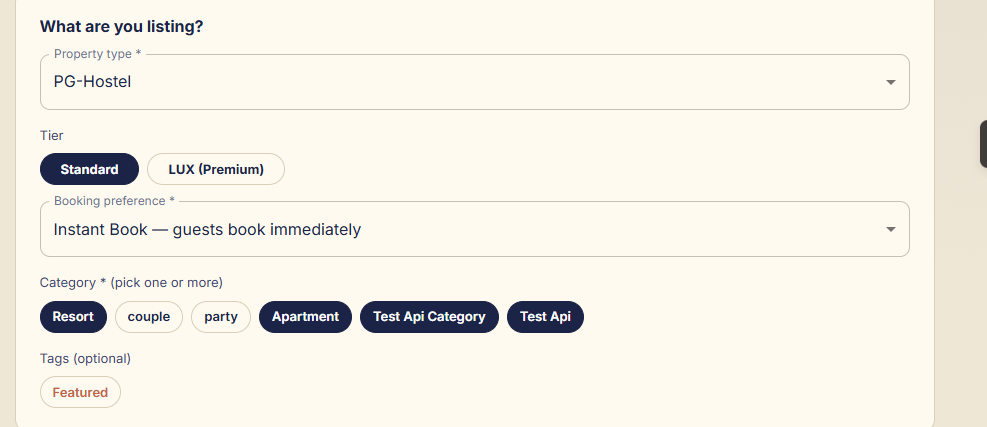 What are you listing?
Property type *
PG-Hostel
Tier
Standard
LUX (Premium)
Booking preference *
Instant Book — guests book immediately
Category * (pick one or more)
Resort couple party Apartment Test Api Category Test Api
Tags (optional)
Featured